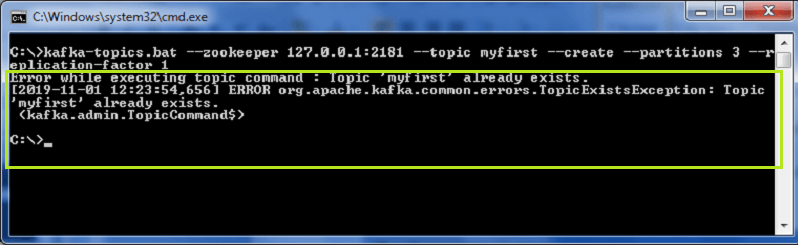 C:\Windows\system32\cmd.exe
C:\>kafka-topics.bat --zookeeper 127.0.0.1:2181 --topic myfirst --create --partitions 3 --r
eplication-factor 1
Error while executing topic command : Topic 'myfirst' already exists.
[2019-11-01 12:23:54,656] ERROR org.apache.kafka.common.errors.TopicExistsException: Topic
'myfirst' already exists.
(kafka.admin.TopicCommand$)
C:\>_